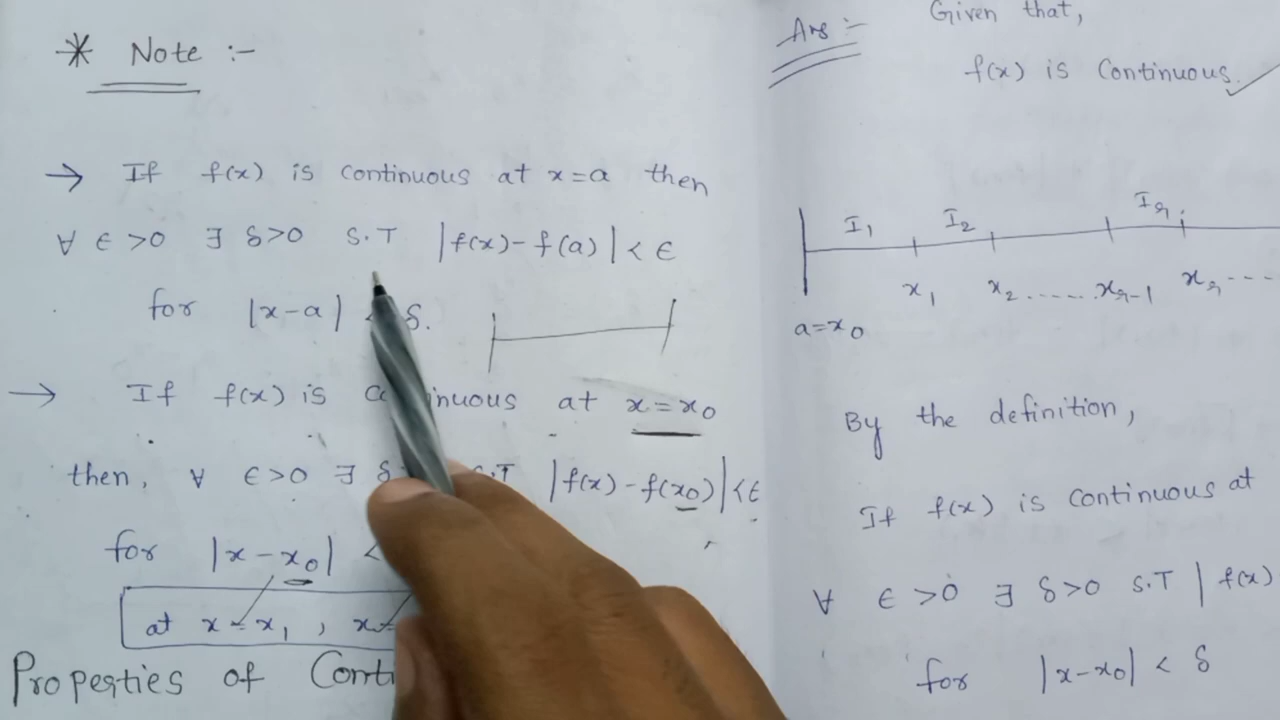 * Note :-
→ If f(x) is continuous at x=a then
∀ ϵ>0 ∃ δ>0 S.T |f(x)-f(a)|<ϵ
for |x-a| < δ.
→ If f(x) is continuous at x=x₀
then, ∀ ϵ>0 ∃ δ S.T |f(x)-f(x₀)|<ϵ
for |x-x₀| <
at x=x₁ , x=
Properties of Conti
Ans :- Given that,
f(x) is Continuous.
I₁ I₂ Iᵣ
x₁ x₂ ...... xᵣ₋₁ xᵣ ----
a=x₀
By the definition,
If f(x) is continuous at
∀ ϵ>0 ∃ δ>0 S.T | f(x)
for |x-x₀| < δ